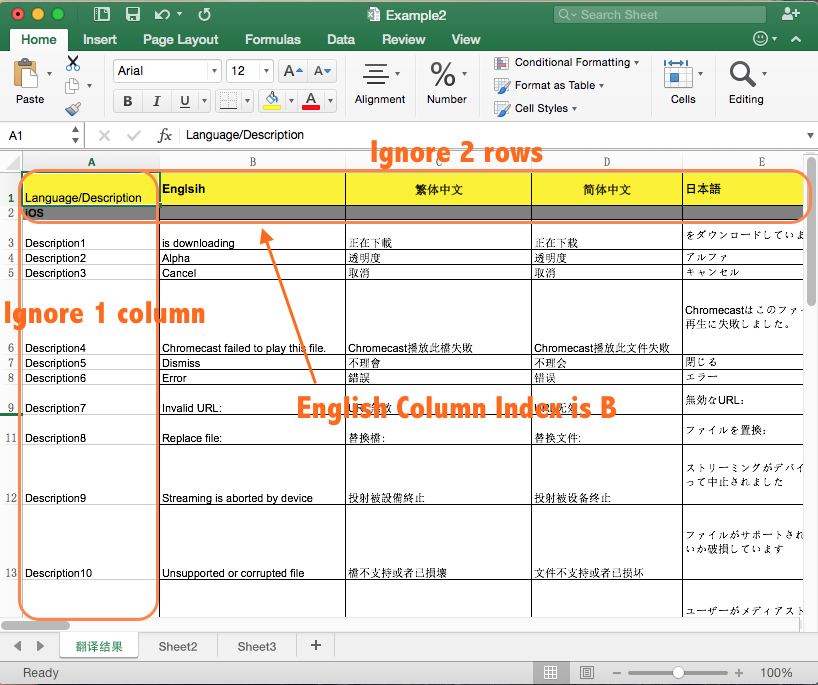 Example2
Search Sheet
Home Insert Page Layout Formulas Data Review View
Paste
Arial 12 A A
B I U A
Alignment
%
Number
Conditional Formatting
Format as Table
Cell Styles
Cells
Editing
A1 fx Language/Description
Ignore 2 rows
A B C D E
1 Language/Description Englsih 繁体中文 简体中文 日本語
2 iOS
3 Description1 is downloading 正在下載 正在下载 をダウンロードしていま
4 Description2 Alpha 透明度 透明度 アルファ
5 Description3 Cancel 取消 取消 キャンセル
Ignore 1 column
Chromecastはこのファイ
再生に失敗しました。
6 Description4 Chromecast failed to play this file. Chromecast播放此檔失敗 Chromecast播放此文件失败
7 Description5 Dismiss 不理會 不理会 閉じる
8 Description6 Error 錯誤 错误 エラー
English Column Index is B
9 Description7 Invalid URL: URL無效 URL无效 無効なURL:
11 Description8 Replace file: 替換檔: 替换文件: ファイルを置換:
ストリーミングがデバイ
って中止されました
12 Description9 Streaming is aborted by device 投射被設備終止 投射被设备终止
ファイルがサポートされ
いか破損しています
13 Description10 Unsupported or corrupted file 檔不支持或者已損壞 文件不支持或者已损坏
ユーザーがメディアスト
翻译结果 Sheet2 Sheet3 +
Ready 100%